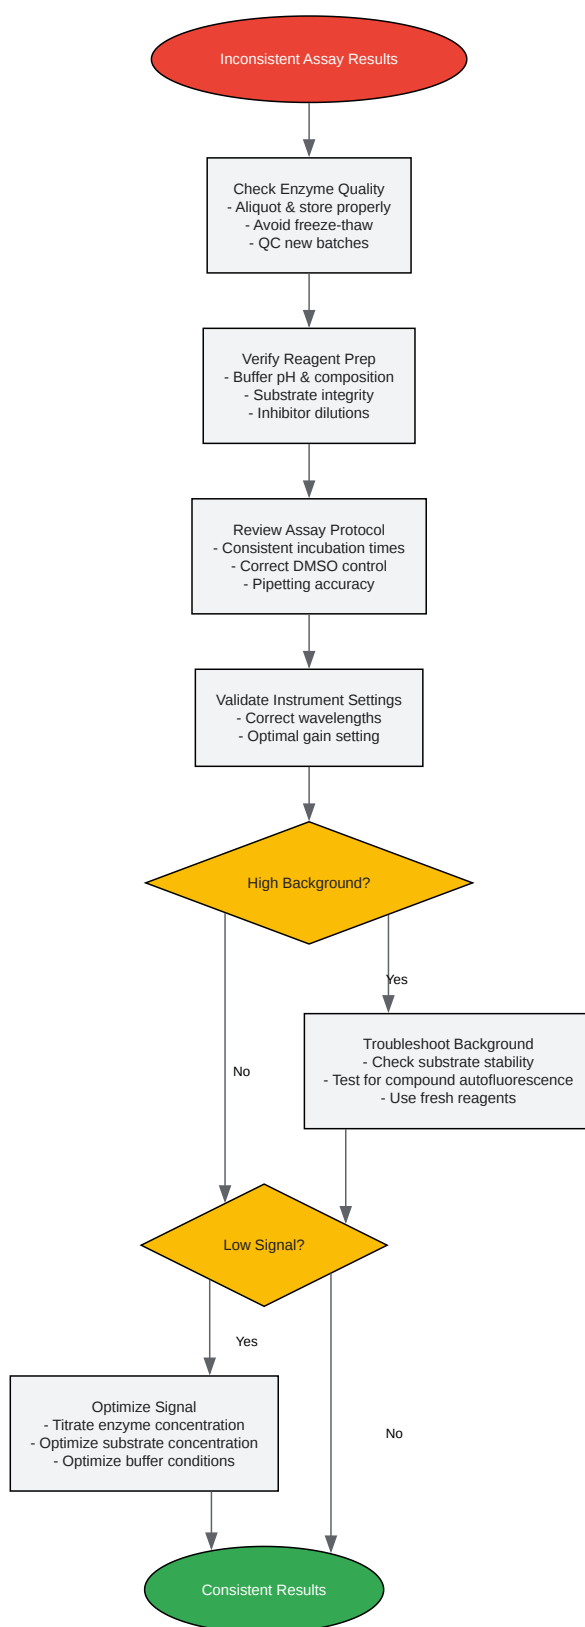 Inconsistent Assay Results
Check Enzyme Quality
- Aliquot & store properly
- Avoid freeze-thaw
- QC new batches
Verify Reagent Prep
- Buffer pH & composition
- Substrate integrity
- Inhibitor dilutions
Review Assay Protocol
- Consistent incubation times
- Correct DMSO control
- Pipetting accuracy
Validate Instrument Settings
- Correct wavelengths
- Optimal gain setting
High Background?
Yes
Troubleshoot Background
- Check substrate stability
- Test for compound autofluorescence
- Use fresh reagents
No
Low Signal?
Yes
Optimize Signal
- Titrate enzyme concentration
- Optimize substrate concentration
- Optimize buffer conditions
No
Consistent Results